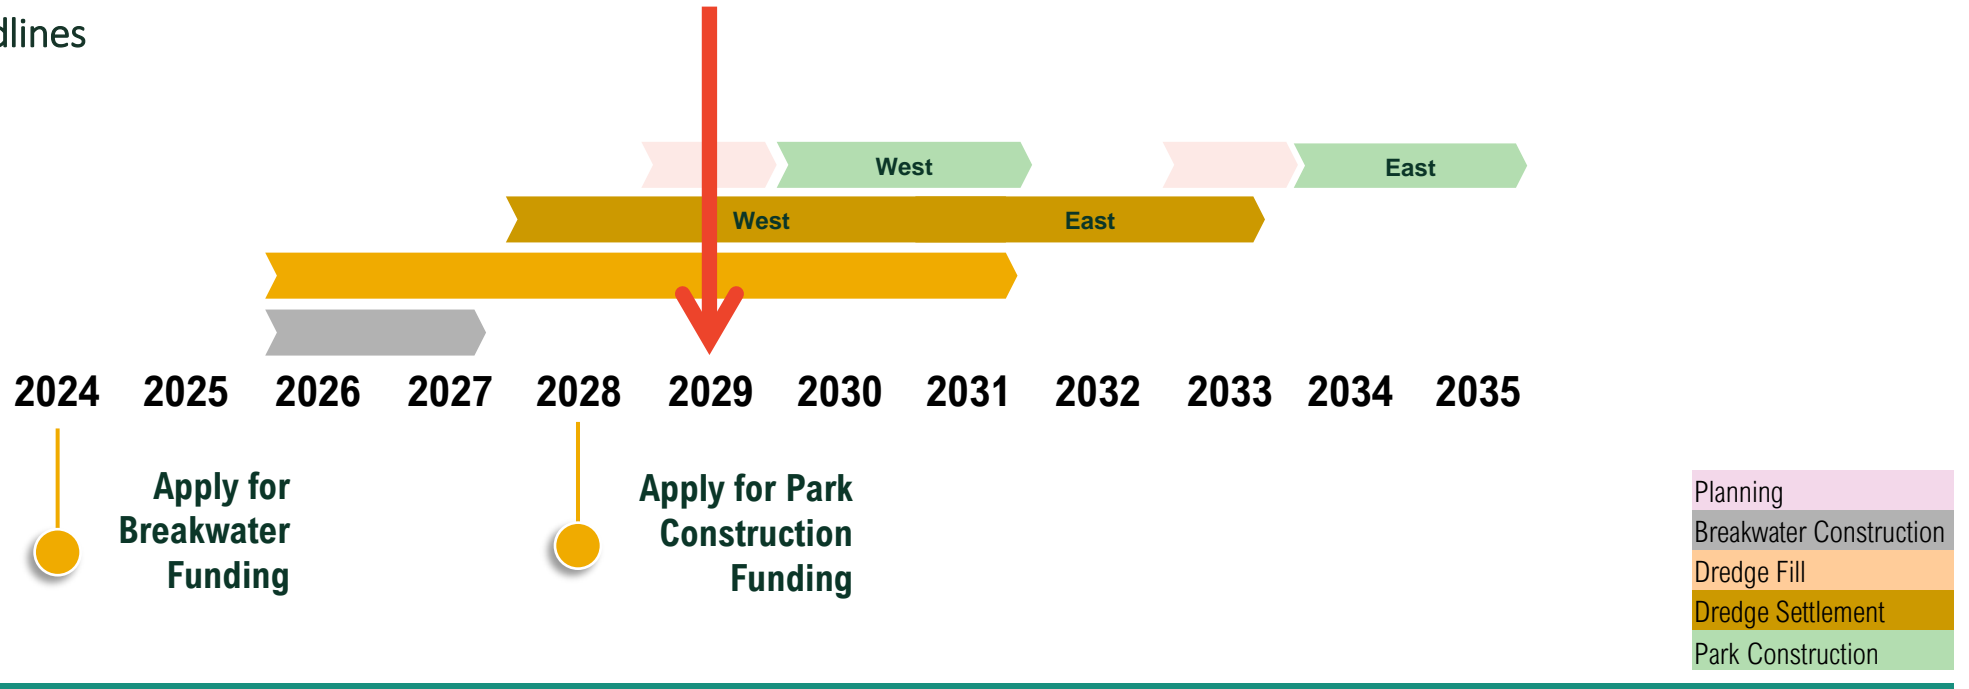 West
East
West
East
2024 2025 2026 2027 2028 2029 2030 2031 2032 2033 2034 2035
Apply for
Breakwater
Funding
Apply for Park
Construction
Funding
Planning
Breakwater Construction
Dredge Fill
Dredge Settlement
Park Construction